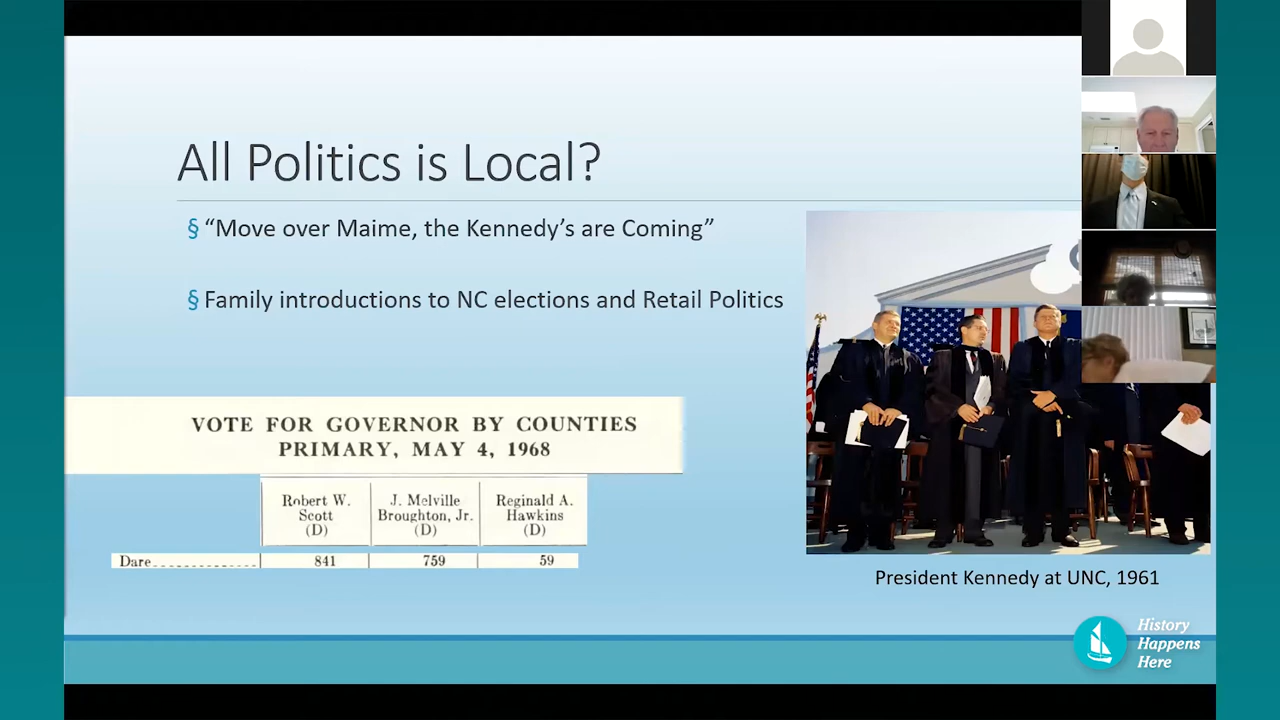 All Politics is Local?
§ “Move over Maime, the Kennedy’s are Coming”
§ Family introductions to NC elections and Retail Politics
VOTE FOR GOVERNOR BY COUNTIES
PRIMARY, MAY 4, 1968
Robert W. Scott (D)
J. Melville Broughton, Jr. (D)
Reginald A. Hawkins (D)
Dare 841 759 59
President Kennedy at UNC, 1961
History
Happens
Here